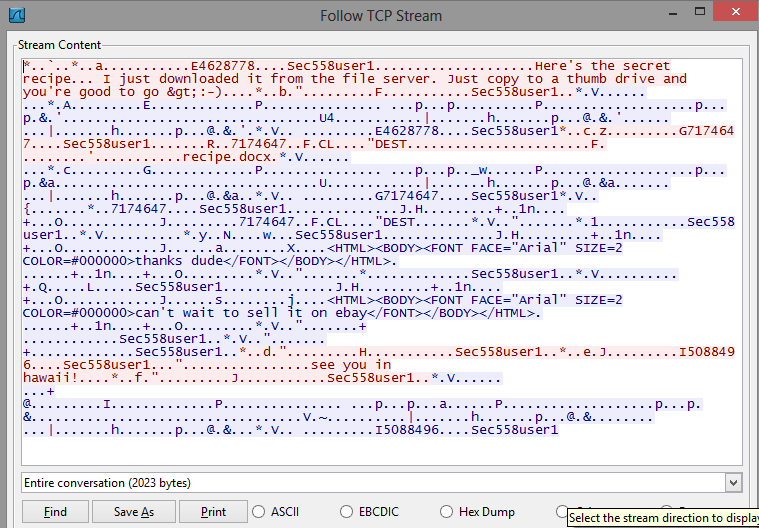 Follow TCP Stream
Stream Content
*..`..*..a...........E4628778....Sec558user1...................Here's the secret
recipe... I just downloaded it from the file server. Just copy to a thumb drive and
you're good to go &gt;:-)....*..b.".........F...........Sec558user1..*.V......
...*.A........E..............P................p...p.......P................p...
p.&.'................................U4...........|.......h.......p...@.&.'.....
...|.......h.......p...@.&.'.*.V.. .........E4628778....Sec558user1*..c.z.........G717464
7....Sec558user1.......R..7174647..F.CL...."DEST......................F.
........'...........recipe.docx.*.V......
...*.c.........G..............P.....  ........p...p.._w......P................p...
p.&a................................U............|.......h.......p...@.&a.......
...|.......h.......p...@.&a..*.V............G7174647....Sec558user1*.V..
{.......*..7174647....Sec558user1..............J.H.........+..1n....
+...O............J.........7174647..F.CL...."DEST.......*.V.."......*.1...........Sec558
user1..*.V.........*.y..N....w...Sec558user1..............J.H.........+..1n....
+...O............J......a........X....<HTML><BODY><FONT FACE="Arial" SIZE=2
COLOR=#000000>thanks dude</FONT></BODY></HTML>.
......+..1n....+...O.........*.V.."......*..............Sec558user1..*.V..........
+.Q.....L.....Sec558user1..............J.H.........+..1n....
+...O............J......s........j....<HTML><BODY><FONT FACE="Arial" SIZE=2
COLOR=#000000>can't wait to sell it on ebay</FONT></BODY></HTML>.
......+..1n....+...O.........*.V..".......+
............Sec558user1..*.V..".......
+.............Sec558user1..*..d.".........H...........Sec558user1..*..e.J.........I508849
6....Sec558user1..."................see you in
hawaii!....*..f.".........J...........Sec558user1..*.V......
...+
@.........I.............P.............  ...p...p...a......P...................p...p.
&..................................V.~.........|.......h.......p...@.&........
...|.......h.......p...@.&...*.V.. .........I5088496....Sec558user1
Entire conversation (2023 bytes)
Find Save As Print ASCII EBCDIC Hex Dump
Select the stream direction to display